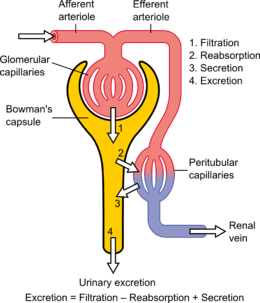 Afferent
arteriole
Efferent
arteriole
1. Filtration
2. Reabsorption
3. Secretion
4. Excretion
Glomerular
capillaries
Bowman's
capsule
1
2
3
4
Peritubular
capillaries
Renal
vein
Urinary excretion
Excretion = Filtration – Reabsorption + Secretion